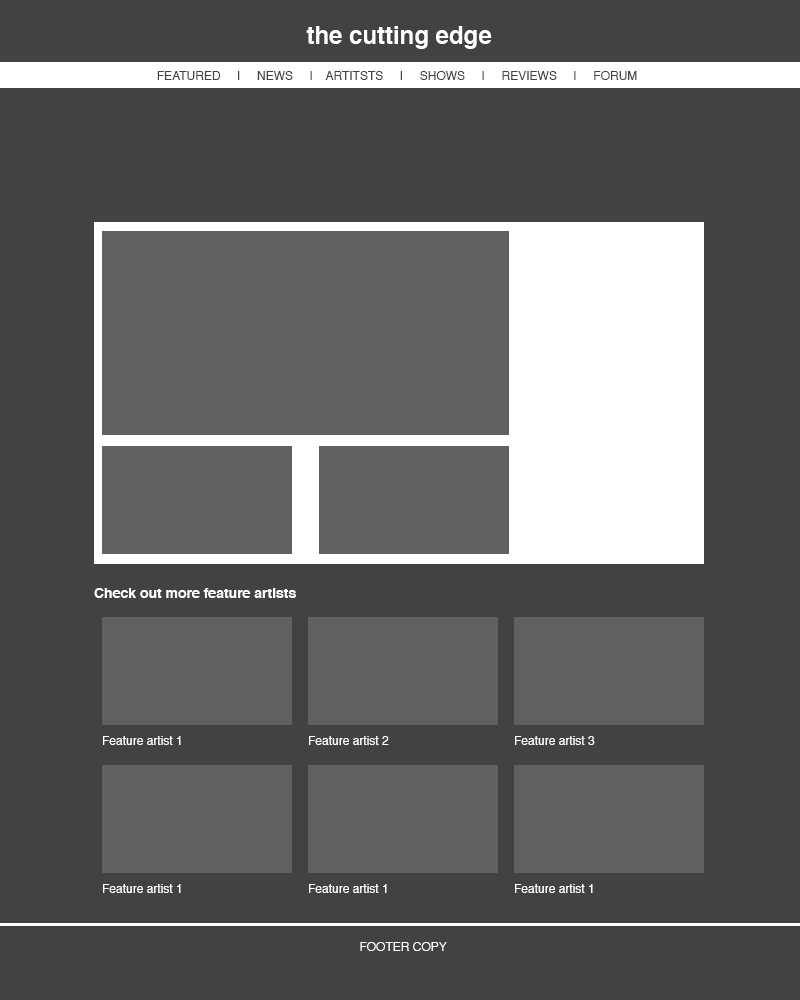 the cutting edge
FEATURED | NEWS | ARTITSTS | SHOWS | REVIEWS | FORUM
Check out more feature artists
Feature artist 1 Feature artist 2 Feature artist 3
Feature artist 1 Feature artist 1 Feature artist 1
FOOTER COPY